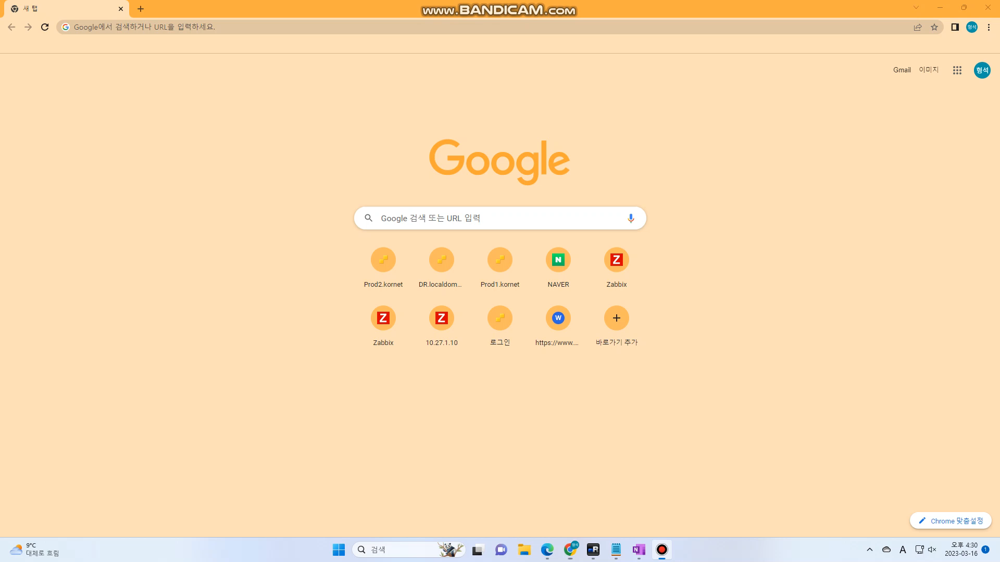 새 탭
www.BANDICAM.com
Google에서 검색하거나 URL을 입력하세요.
형석
Gmail 이미지 형석
Google
Google 검색 또는 URL 입력
Prod2.kornet DR.localdom... Prod1.kornet NAVER Zabbix
Zabbix 10.27.1.10 로그인 https://www.... 바로가기 추가
Chrome 맞춤설정
9°C
대체로 흐림
검색
형석
A
오후 4:30
2023-03-16
1